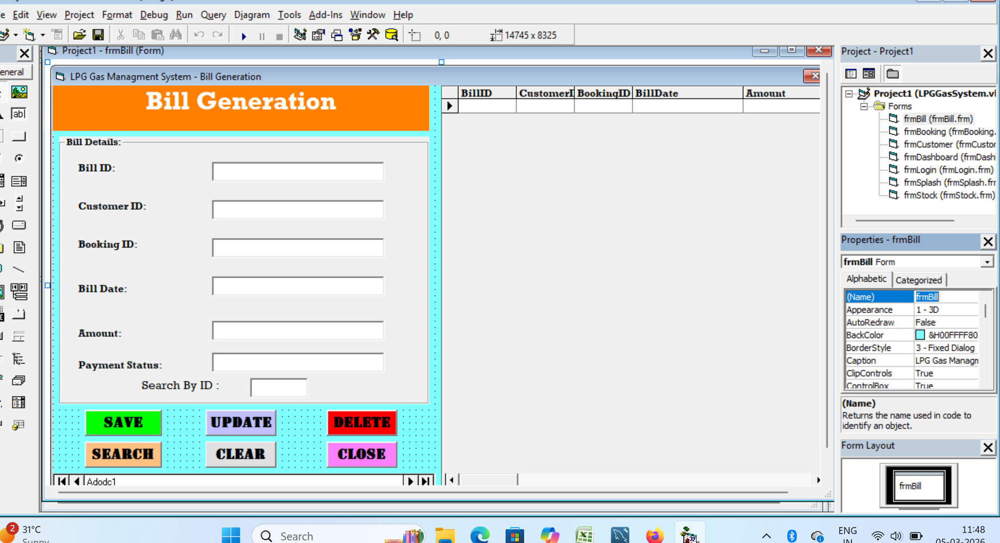 Edit View Project Format Debug Run Query Diagram Tools Add-Ins Window Help
0, 0 14745 x 8325
Project1 - frmBill (Form)
LPG Gas Managment System - Bill Generation
Bill Generation
BillID CustomerI BookingID BillDate Amount
Bill Details:
Bill ID:
Customer ID:
Booking ID:
Bill Date:
Amount:
Payment Status:
Search By ID :
SAVE UPDATE DELETE
SEARCH CLEAR CLOSE
Adodc1
Project - Project1
Project1 (LPGGasSystem.vl
Forms
frmBill (frmBill.frm)
frmBooking (frmBooking.
frmCustomer (frmCustor
frmDashboard (frmDash
frmLogin (frmLogin.frm)
frmSplash (frmSplash.frr
frmStock (frmStock.frm)
Properties - frmBill
frmBill Form
Alphabetic Categorized
(Name) frmBill
Appearance 1 - 3D
AutoRedraw False
BackColor &H00FFFF80
BorderStyle 3 - Fixed Dialog
Caption LPG Gas Managm
ClipControls True
ControlBox True
(Name)
Returns the name used in code to
identify an object.
Form Layout
frmBill
2 31°C
Sunny
Search
32
ENG
IN
11:48
05-03-2026